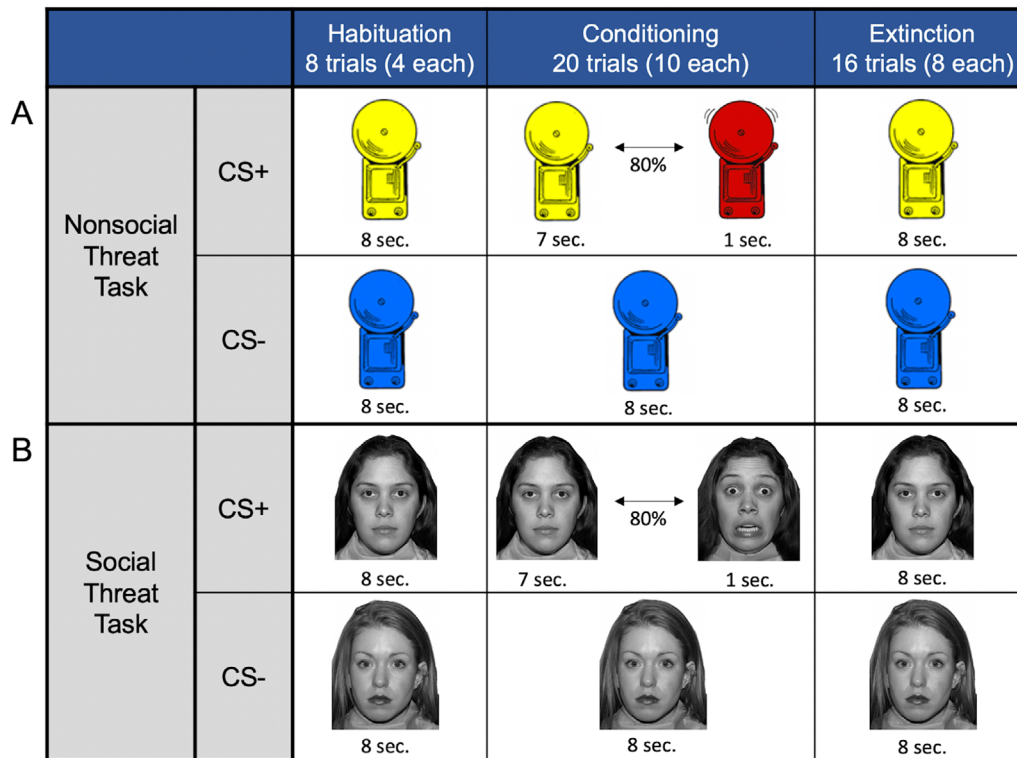 Habituation
8 trials (4 each)
Conditioning
20 trials (10 each)
Extinction
16 trials (8 each)
A
Nonsocial
Threat
Task
CS+
80%
8 sec.
7 sec.
1 sec.
8 sec.
CS-
8 sec.
8 sec.
8 sec.
B
Social
Threat
Task
CS+
80%
8 sec.
7 sec.
1 sec.
8 sec.
CS-
8 sec.
8 sec.
8 sec.